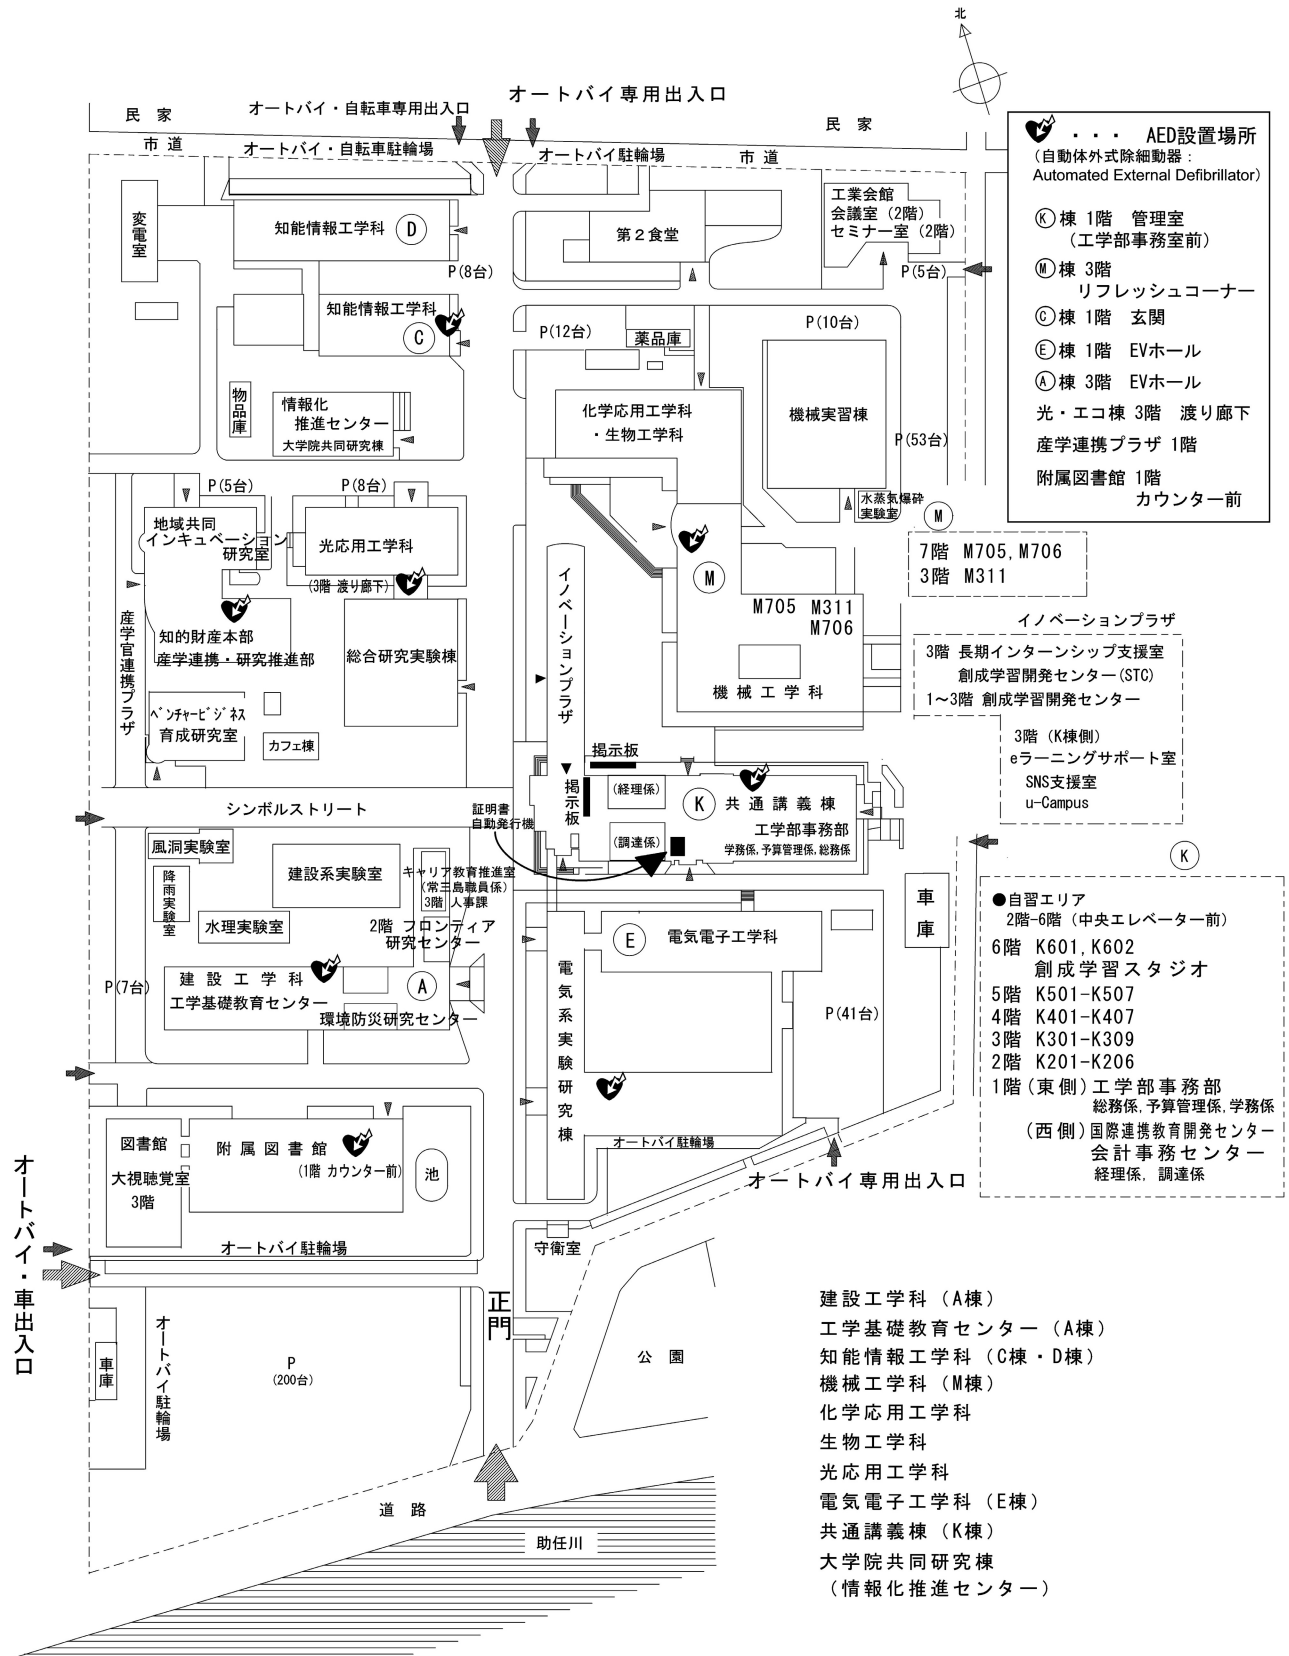 北
オートバイ専用出入口
オートバイ・自転車専用出入口
民 家
民 家
市 道
オートバイ・自転車駐輪場
オートバイ駐輪場
市 道
変電室
知能情報工学科 D
P(8台)
第2食堂
工業会館
会議室（2階）
セミナー室（2階）
P(5台)
知能情報工学科
C
P(12台)
薬品庫
P(10台)
物品庫
情報化
推進センター
大学院共同研究棟
化学応用工学科
・生物工学科
機械実習棟
P(53台)
水蒸気爆砕
実験室
P(5台)
P(8台)
地域共同
インキュベーション
研究室
光応用工学科
(3階 渡り廊下)
産学官連携プラザ
知的財産本部
産学連携・研究推進部
総合研究実験棟
ベンチャービジネス
育成研究室
カフェ棟
イノベーションプラザ
M
M705 M311
M706
機械工学科
掲示板
掲示板
(経理係)
K 共通講義棟
(調達係)
工学部事務部
学務係,予算管理係,総務係
証明書
自動発行機
シンボルストリート
風洞実験室
降雨実験室
建設系実験室
水理実験室
キャリア教育推進室
(常三島職員係)
3階 人事課
2階 フロンティア
研究センター
建設工学科
工学基礎教育センター
A
環境防災研究センター
P(7台)
E
電気電子工学科
電気系実験研究棟
車庫
P(41台)
オートバイ駐輪場
オートバイ専用出入口
図書館
大視聴覚室
3階
附属図書館
(1階 カウンター前)
池
オートバイ駐輪場
オートバイ・車出入口
守衛室
正門
車庫
オートバイ駐輪場
P
(200台)
公 園
道 路
助任川
・・・ AED設置場所
（自動体外式除細動器：
Automated External Defibrillator）
K棟 1階 管理室
（工学部事務室前）
M棟 3階
リフレッシュコーナー
C棟 1階 玄関
E棟 1階 EVホール
A棟 3階 EVホール
光・エコ棟 3階 渡り廊下
産学連携プラザ 1階
附属図書館 1階
カウンター前
M
7階 M705,M706
3階 M311
イノベーションプラザ
3階 長期インターンシップ支援室
創成学習開発センター(STC)
1～3階 創成学習開発センター
3階（K棟側）
eラーニングサポート室
SNS支援室
u-Campus
K
●自習エリア
2階-6階（中央エレベーター前）
6階 K601,K602
創成学習スタジオ
5階 K501-K507
4階 K401-K407
3階 K301-K309
2階 K201-K206
1階（東側）工学部事務部
総務係,予算管理係,学務係
（西側）国際連携教育開発センター
会計事務センター
経理係, 調達係
建設工学科（A棟）
工学基礎教育センター（A棟）
知能情報工学科（C棟・D棟）
機械工学科（M棟）
化学応用工学科
生物工学科
光応用工学科
電気電子工学科（E棟）
共通講義棟（K棟）
大学院共同研究棟
（情報化推進センター）